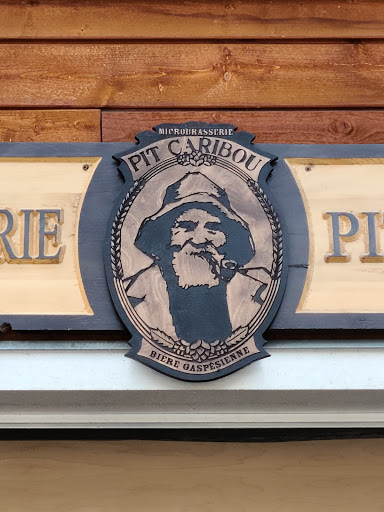 MICROBRASSERIE
PIT CARIBOU
RIE
PI
BIÈRE GASPÉSIENNE